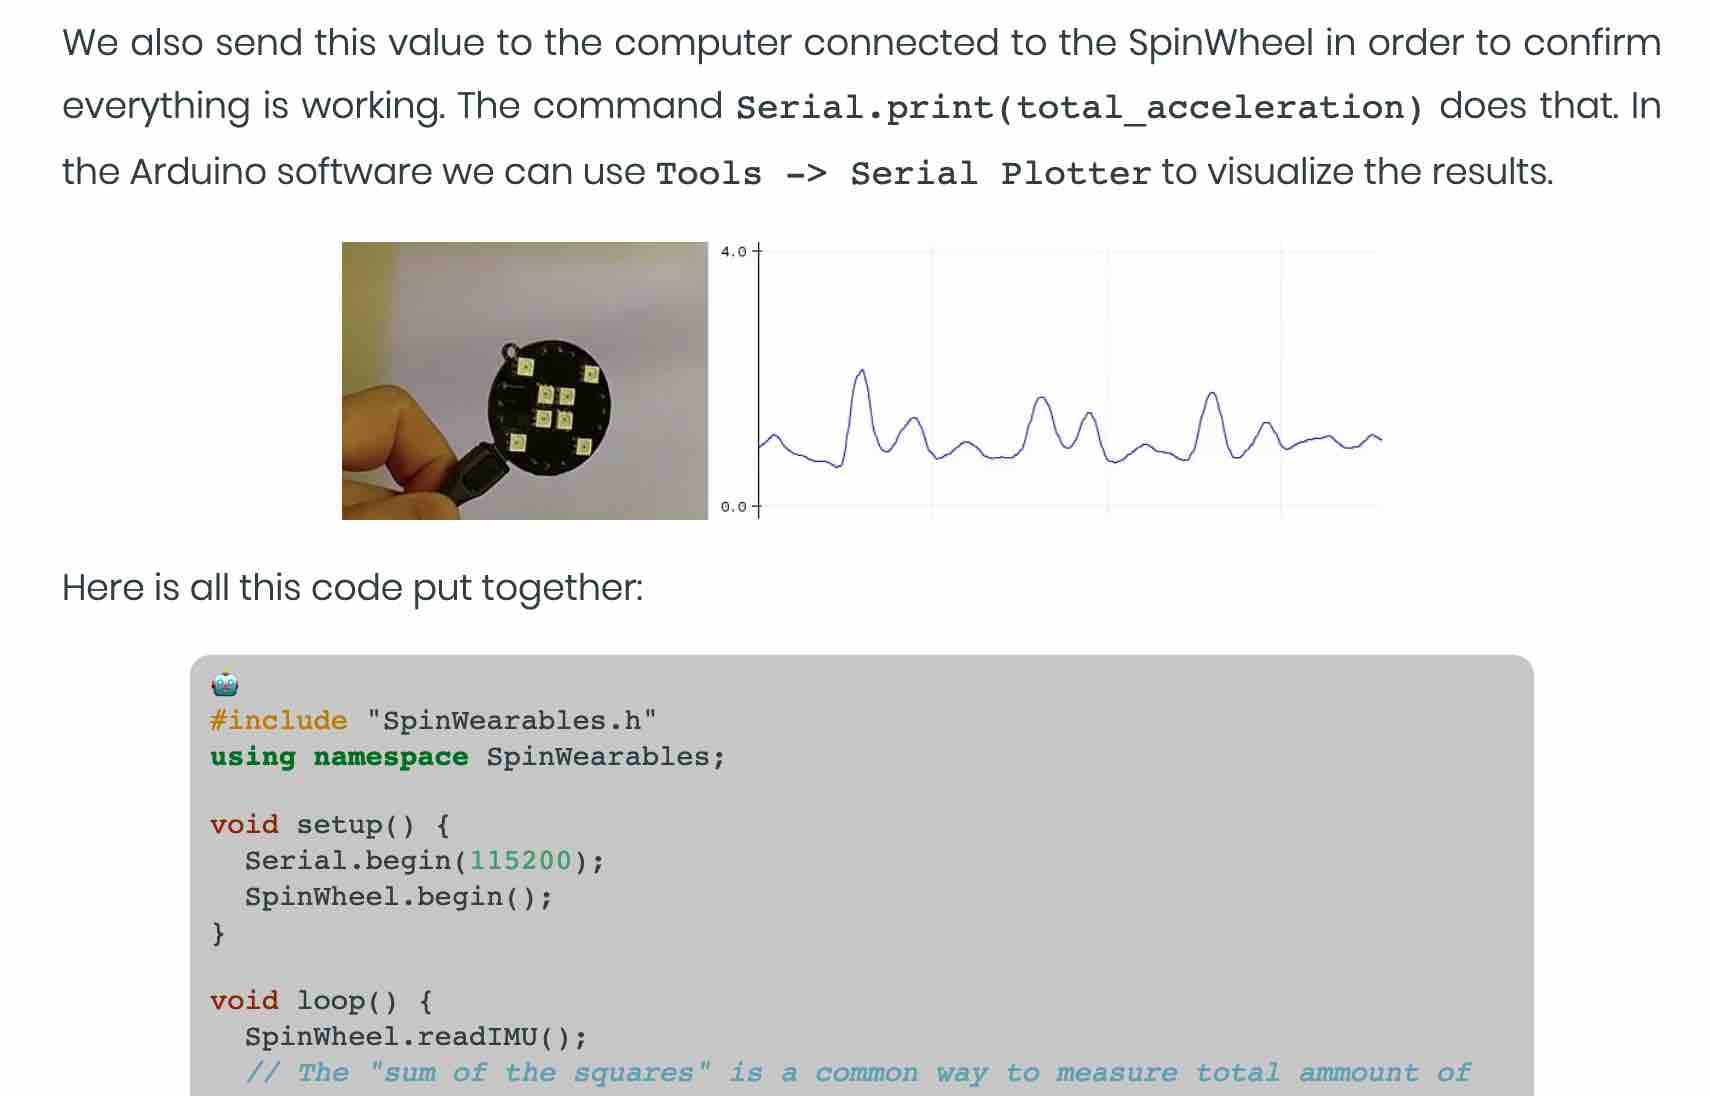 We also send this value to the computer connected to the SpinWheel in order to confirm
everything is working. The command Serial.print(total_acceleration) does that. In
the Arduino software we can use Tools -> Serial Plotter to visualize the results.
4.0
0.0
Here is all this code put together:
#include "SpinWearables.h"
using namespace SpinWearables;
void setup() {
  Serial.begin(115200);
  SpinWheel.begin();
}
void loop() {
  SpinWheel.readIMU();
  // The "sum of the squares" is a common way to measure total ammount of